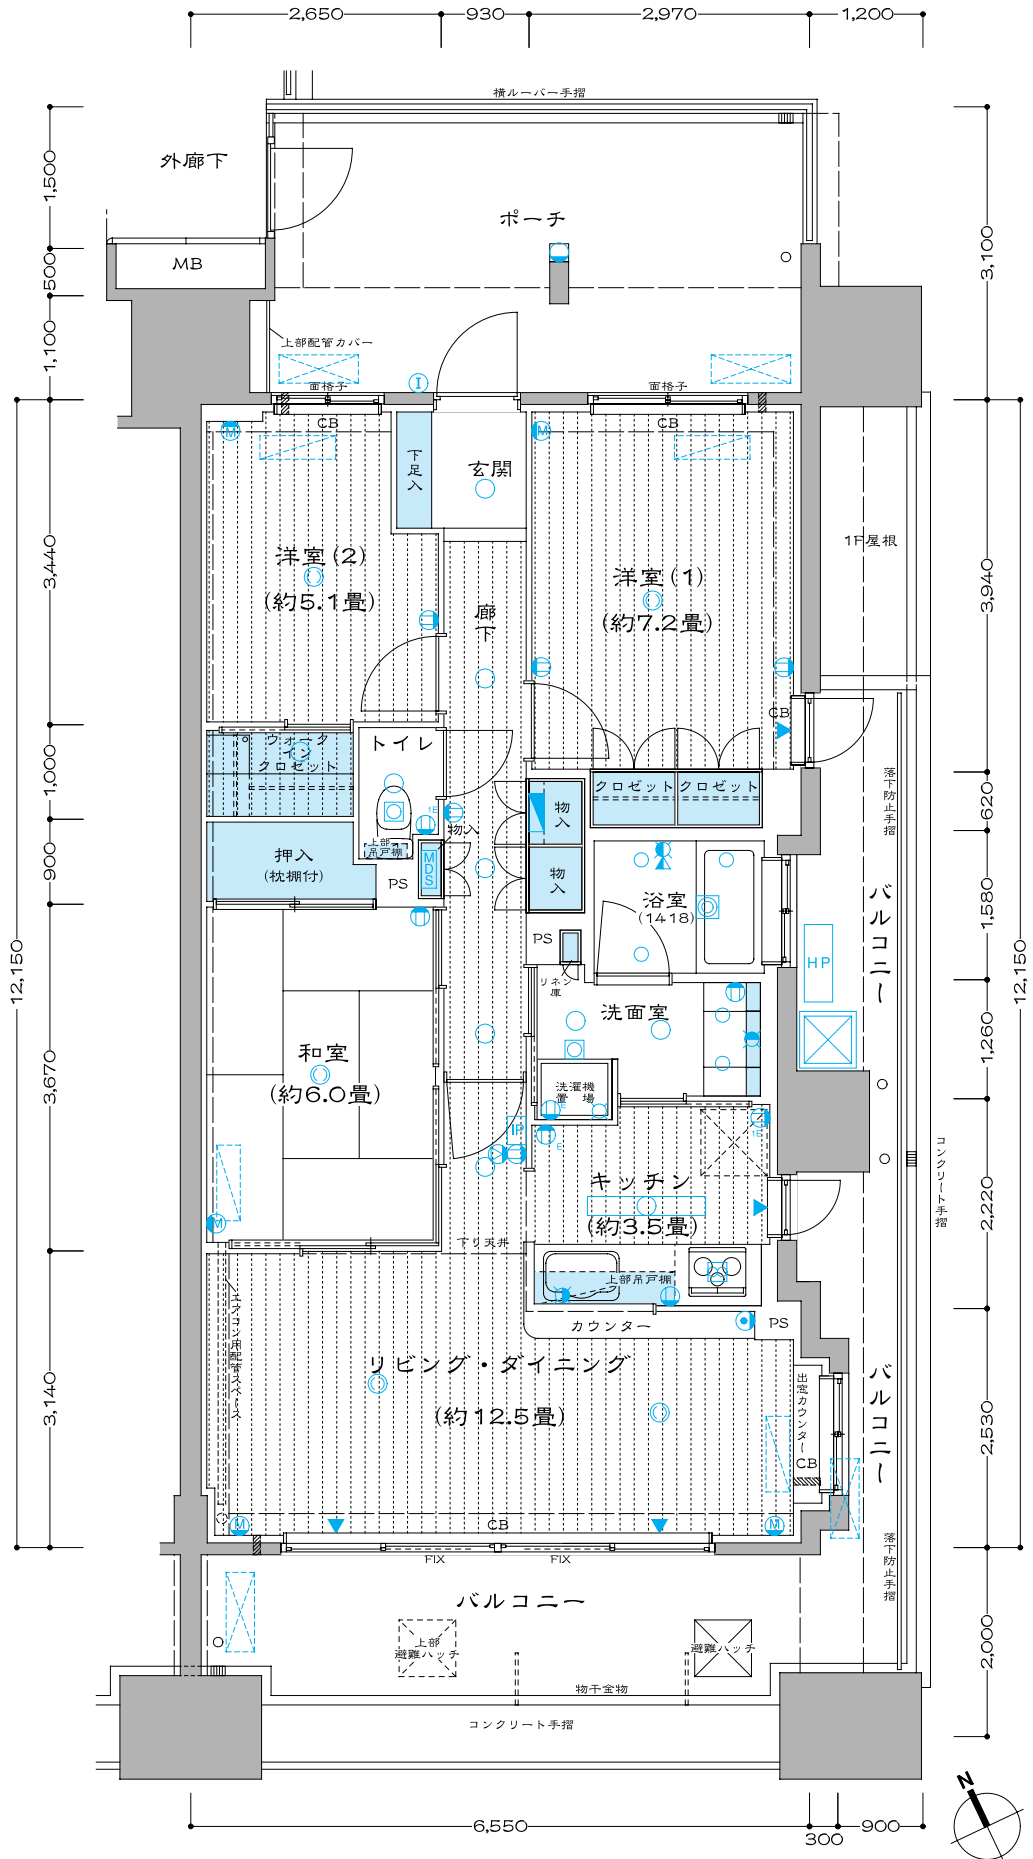 2,650
930
2,970
1,200
横ルーバー手摺
外廊下
ポーチ
MB
上部配管カバー
1,500
500
1,100
3,100
I
面格子
面格子
CB
CB
M
M
下足入
玄関
洋室(2)
(約5.1畳)
洋室(1)
(約7.2畳)
廊下
1F屋根
3,440
3,940
12,150
12,150
CB
ウォーク
イン
クロゼット
トイレ
1E
上部
吊戸棚
物入
MDS
PS
押入
(枕棚付)
物入
物入
クロゼット
クロゼット
落下防止手摺
1,000
900
620
1,580
浴室
(1418)
PS
リネン庫
バルコニー
HP
洗面室
洗濯機
置場
E
1,260
和室
(約6.0畳)
3,670
IP
E
1E
キッチン
(約3.5畳)
コンクリート手摺
2,220
M
下り天井
上部吊戸棚
カウンター
PS
エアコン用配管スペース
リビング・ダイニング
(約12.5畳)
出窓カウンター
CB
バルコニー
3,140
2,530
M
CB
M
FIX
FIX
落下防止手摺
バルコニー
上部
避難ハッチ
避難ハッチ
物干金物
コンクリート手摺
2,000
N
6,550
300
900